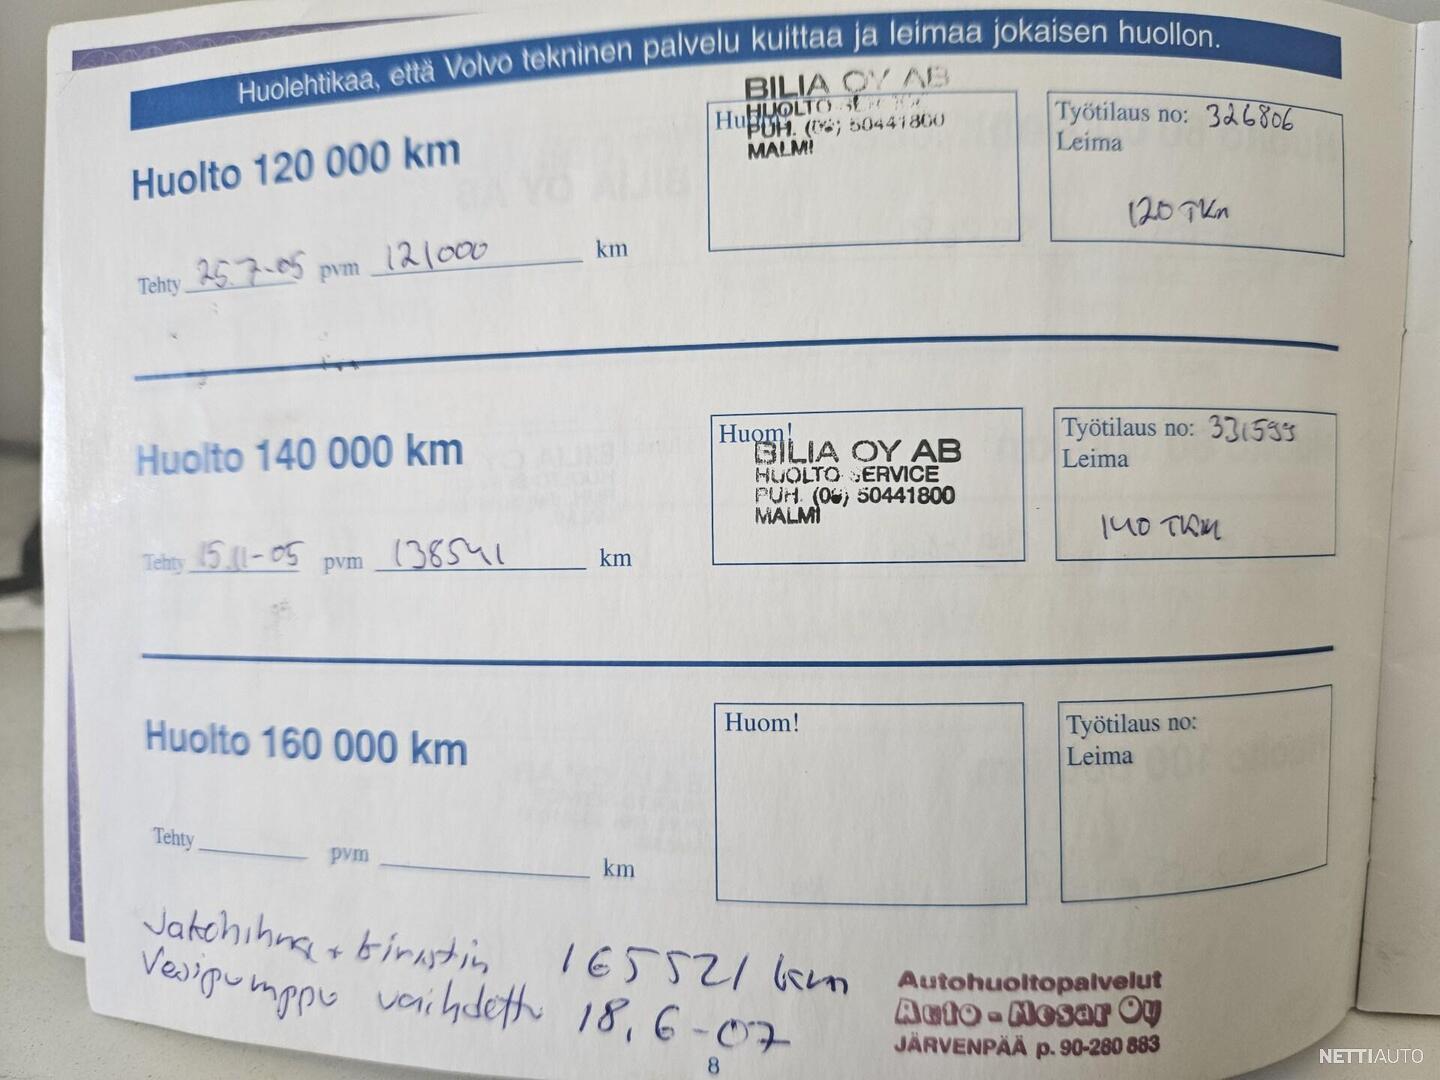 Huolehtikaa, että Volvo tekninen palvelu kuittaa ja leimaa jokaisen huollon.
Huolto 120 000 km
Tehty 25.7-05 pvm 121000 km
Huom!
BILIA OY AB
HUOLTO
PUH. (09) 50441800
MALMI
Työtilaus no: 326806
Leima
120 TKm
Huolto 140 000 km
Tehty 15.11-05 pvm 138541 km
Huom!
BILIA OY AB
HUOLTO SERVICE
PUH. (09) 50441800
MALMI
Työtilaus no: 331599
Leima
140 TKM
Huolto 160 000 km
Tehty pvm km
Huom!
Työtilaus no:
Leima
Jakohihna + kiristin 165521 km
Vesipumppu vaihdettu 18.6-07
Autohuoltopalvelut
Auto-Mesar Oy
JÄRVENPÄÄ p. 90-280 883
8
NETTIAUTO